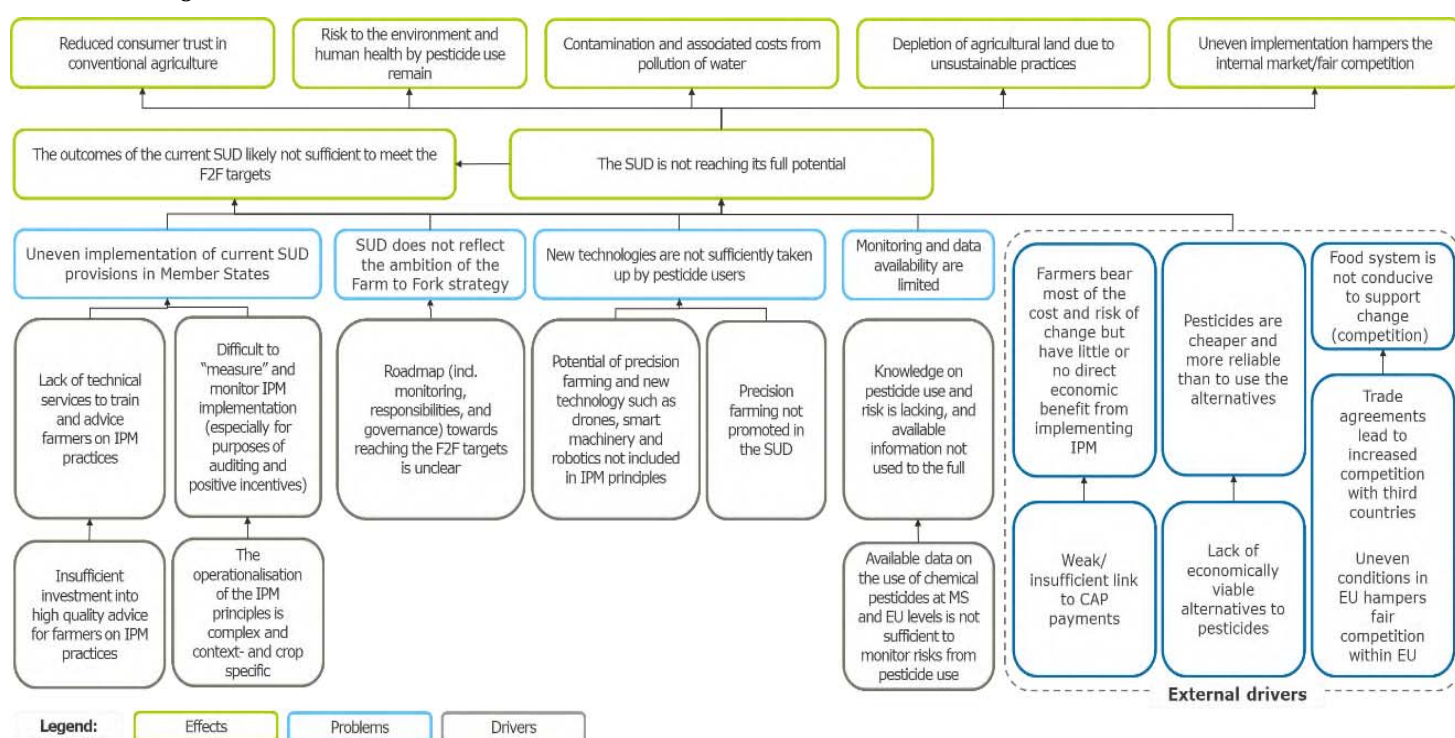 Reduced consumer trust in
conventional agriculture
Risk to the environment and
human health by pesticide use
remain
Contamination and associated costs from
pollution of water
Depletion of agricultural land due to
unsustainable practices
Uneven implementation hampers the
internal market/fair competition
The outcomes of the current SUD likely not sufficient to meet the
F2F targets
The SUD is not reaching its full potential
Uneven implementation of current SUD
provisions in Member States
SUD does not reflect
the ambition of the
Farm to Fork strategy
New technologies are not sufficiently taken
up by pesticide users
Monitoring and data
availability are
limited
Farmers bear
most of the
cost and risk of
change but
have little or
no direct
economic
benefit from
implementing
IPM
Pesticides are
cheaper and
more reliable
than to use the
alternatives
Food system is
not conducive
to support
change
(competition)
Lack of technical
services to train
and advice
farmers on IPM
practices
Difficult to
“measure” and
monitor IPM
implementation
(especially for
purposes of
auditing and
positive incentives)
Roadmap (incl.
monitoring,
responsibilities, and
governance) towards
reaching the F2F targets
is unclear
Potential of precision
farming and new
technology such as
drones, smart
machinery and
robotics not included
in IPM principles
Precision
farming not
promoted in
the SUD
Knowledge on
pesticide use and
risk is lacking, and
available
information not
used to the full
Trade
agreements
lead to
increased
competition
with third
countries
Uneven
conditions in
EU hampers
fair
competition
within EU
Insufficient
investment into
high quality advice
for farmers on IPM
practices
The
operationalisation
of the IPM
principles is
complex and
context- and crop
specific
Available data on
the use of chemical
pesticides at MS
and EU levels is not
sufficient to
monitor risks from
pesticide use
Weak/
insufficient link
to CAP
payments
Lack of
economically
viable
alternatives to
pesticides
External drivers
Legend:
Effects
Problems
Drivers